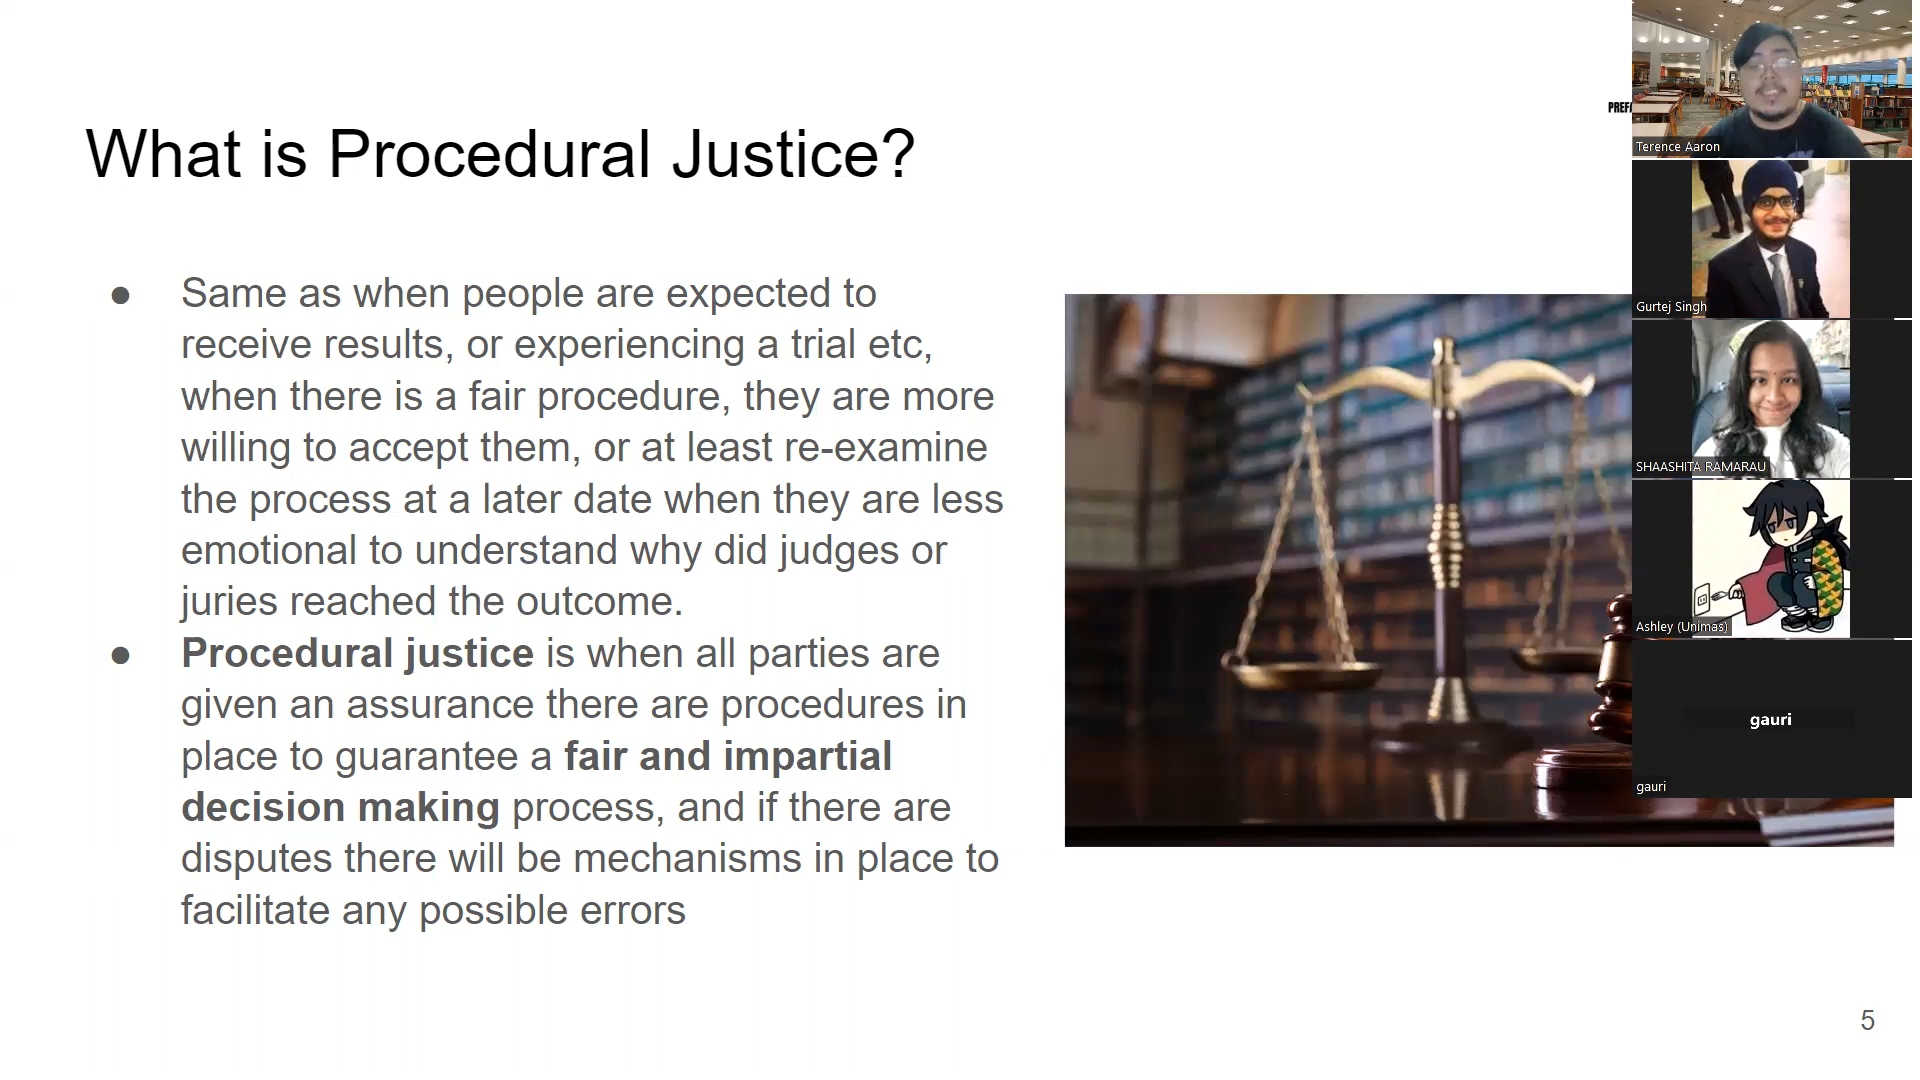 What is Procedural Justice?
● Same as when people are expected to
receive results, or experiencing a trial etc,
when there is a fair procedure, they are more
willing to accept them, or at least re-examine
the process at a later date when they are less
emotional to understand why did judges or
juries reached the outcome.
● Procedural justice is when all parties are
given an assurance there are procedures in
place to guarantee a fair and impartial
decision making process, and if there are
disputes there will be mechanisms in place to
facilitate any possible errors
Terence Aaron
Gurtej Singh
SHAASHITA RAMARAU
Ashley (Unimas)
gauri
gauri
5